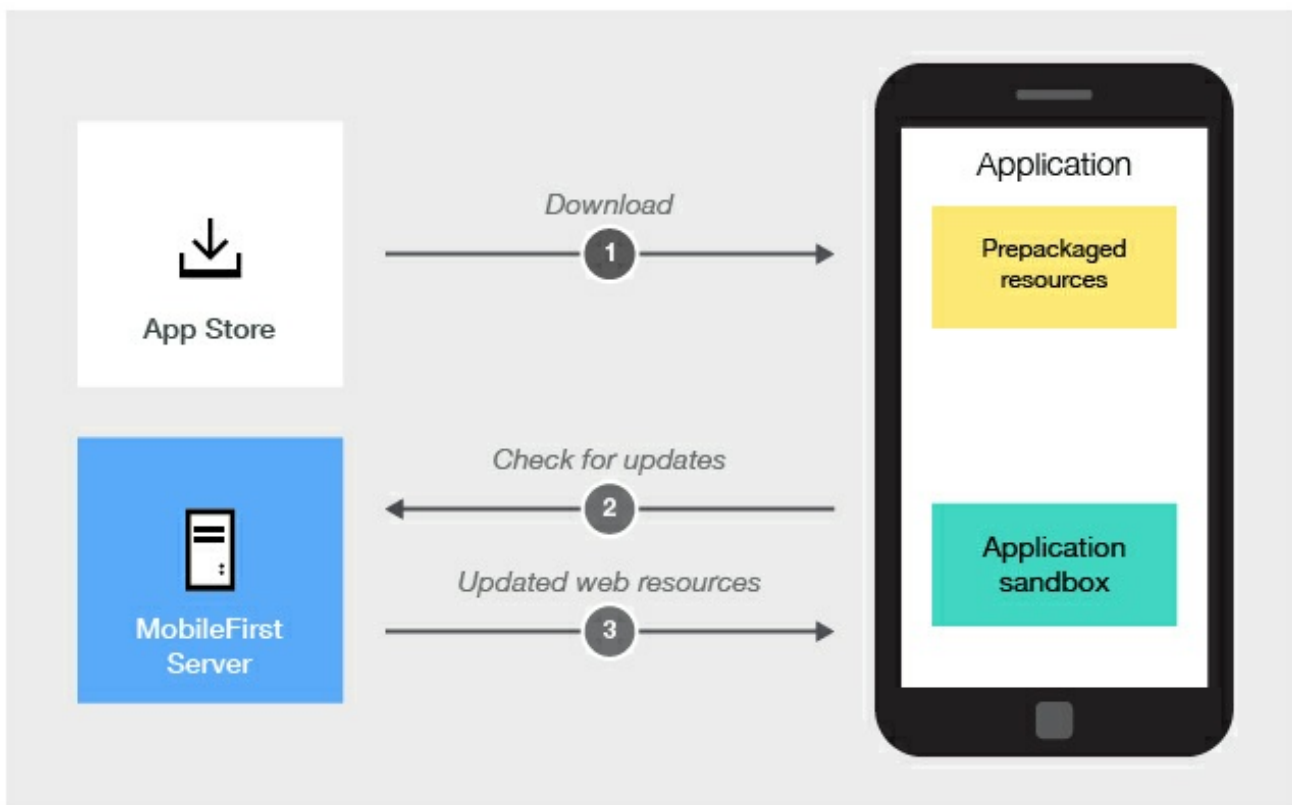 Download
1
App Store
Application
Prepackaged
resources
Check for updates
2
Updated web resources
3
MobileFirst
Server
Application
sandbox